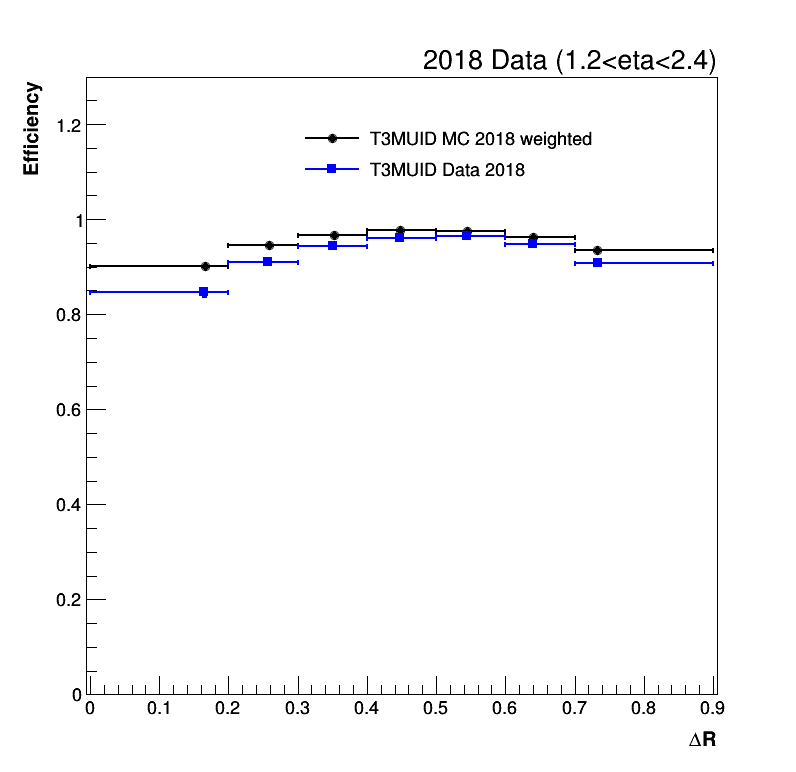 2018 Data (1.2<eta<2.4)
Efficiency
1.2
1
0.8
0.6
0.4
0.2
0
T3MUID MC 2018 weighted
T3MUID Data 2018
0 0.1 0.2 0.3 0.4 0.5 0.6 0.7 0.8 0.9
ΔR